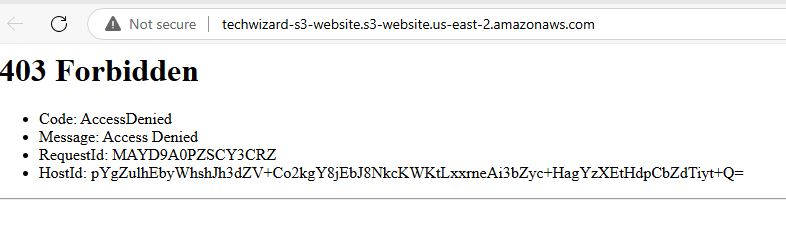 Not secure techwizard-s3-website.s3-website.us-east-2.amazonaws.com
403 Forbidden
Code: AccessDenied
Message: Access Denied
RequestId: MAYD9A0PZSCY3CRZ
HostId: pYgZulhEbyWhshJh3dZV+Co2kgY8jEbJ8NkcKWKtLxxrneAi3bZyc+HagYzXEtHdpCbZdTiyt+Q=